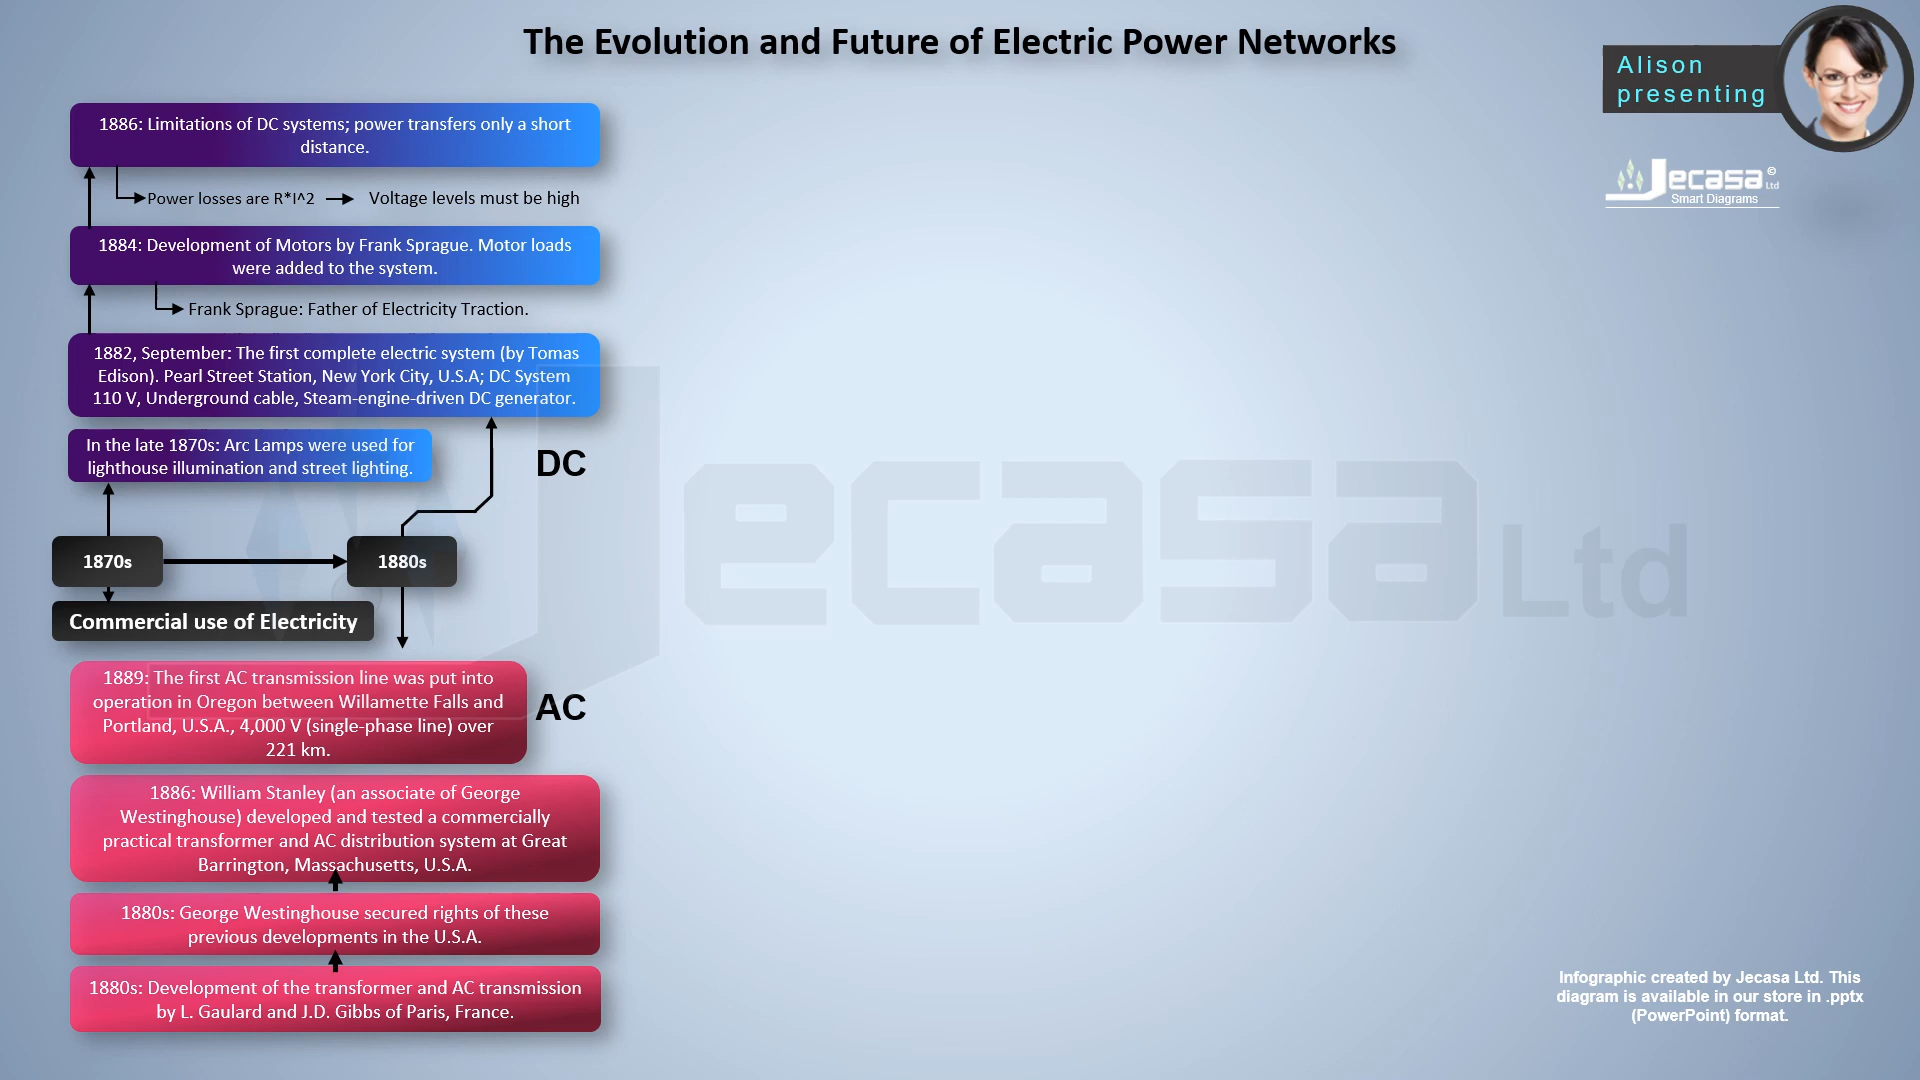 The Evolution and Future of Electric Power Networks
Alison
presenting
Jecasa ©
Ltd
Smart Diagrams
1886: Limitations of DC systems; power transfers only a short
distance.
Power losses are R*I^2
Voltage levels must be high
1884: Development of Motors by Frank Sprague. Motor loads
were added to the system.
Frank Sprague: Father of Electricity Traction.
1882, September: The first complete electric system (by Tomas
Edison). Pearl Street Station, New York City, U.S.A; DC System
110 V, Underground cable, Steam-engine-driven DC generator.
In the late 1870s: Arc Lamps were used for
lighthouse illumination and street lighting.
DC
1870s
1880s
Commercial use of Electricity
Jecasa Ltd
1889: The first AC transmission line was put into
operation in Oregon between Willamette Falls and
Portland, U.S.A., 4,000 V (single-phase line) over
221 km.
AC
1886: William Stanley (an associate of George
Westinghouse) developed and tested a commercially
practical transformer and AC distribution system at Great
Barrington, Massachusetts, U.S.A.
1880s: George Westinghouse secured rights of these
previous developments in the U.S.A.
1880s: Development of the transformer and AC transmission
by L. Gaulard and J.D. Gibbs of Paris, France.
Infographic created by Jecasa Ltd. This
diagram is available in our store in .pptx
(PowerPoint) format.